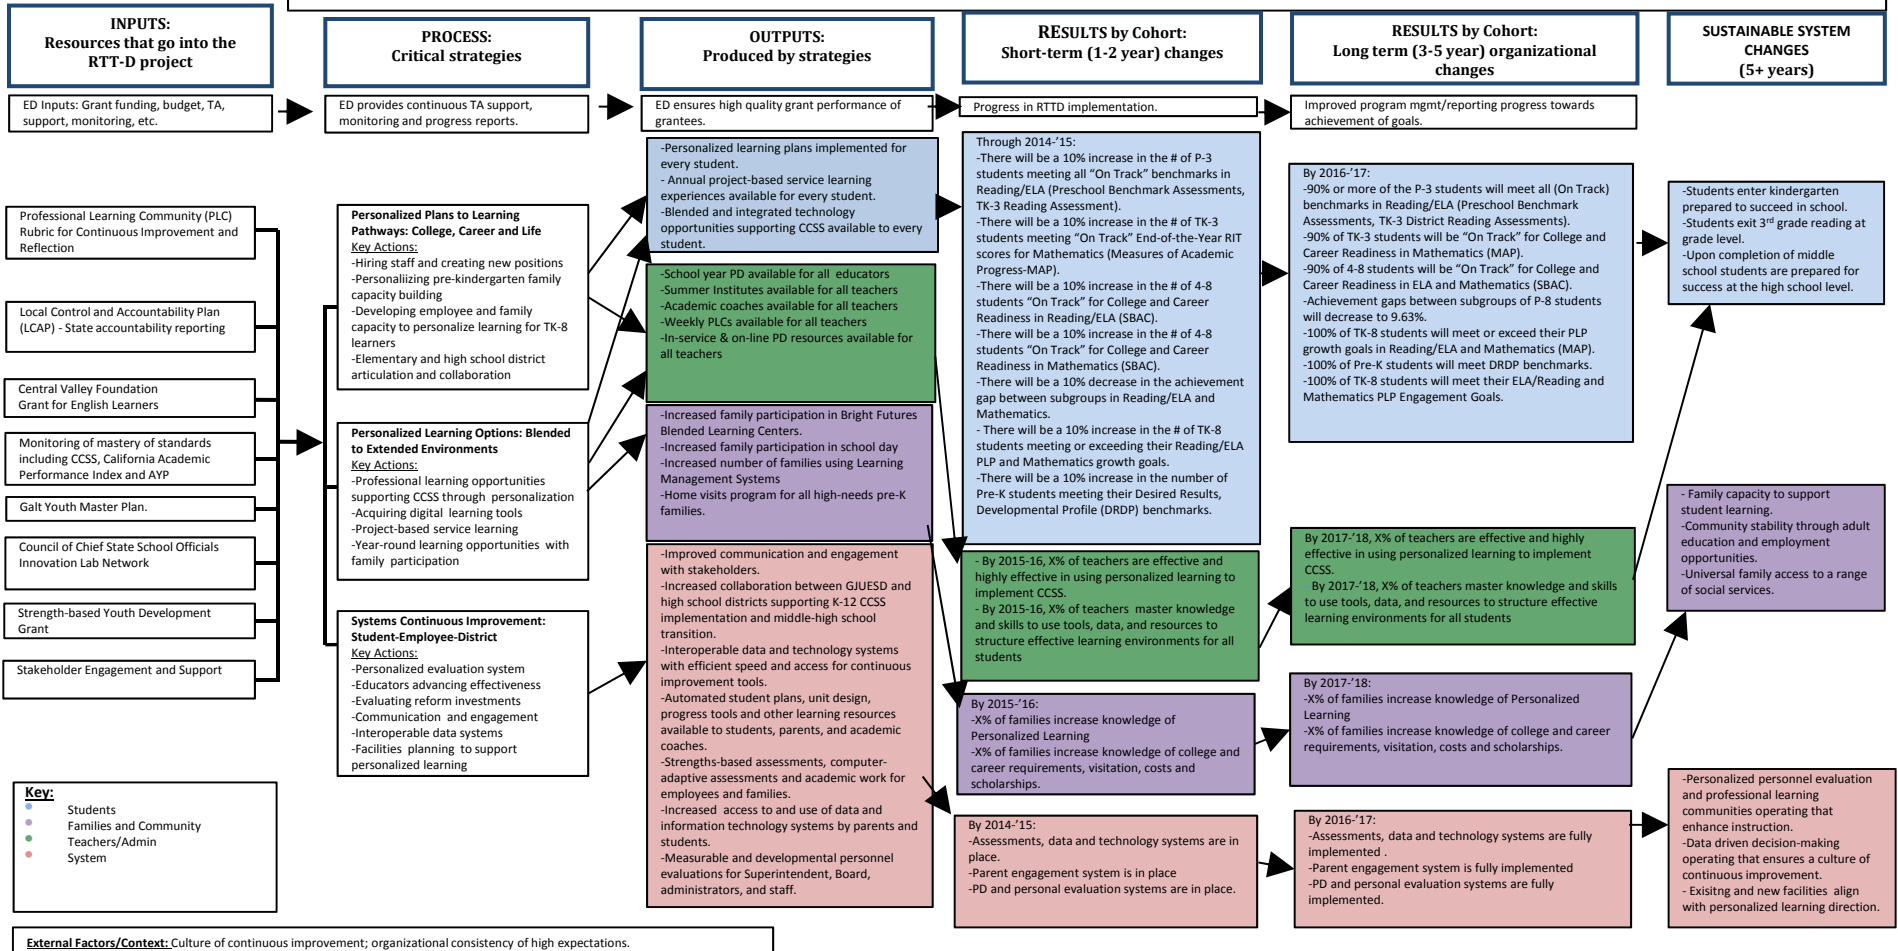 INPUTS:
Resources that go into the
RTT-D project
PROCESS:
Critical strategies
OUTPUTS:
Produced by strategies
RESULTS by Cohort:
Short-term (1-2 year) changes
RESULTS by Cohort:
Long term (3-5 year) organizational
changes
SUSTAINABLE SYSTEM
CHANGES
(5+ years)
ED Inputs: Grant funding, budget, TA,
support, monitoring, etc.
ED provides continuous TA support,
monitoring and progress reports.
ED ensures high quality grant performance of
grantees.
Progress in RTTD implementation.
Improved program mgmt/reporting progress towards
achievement of goals.
Professional Learning Community (PLC)
Rubric for Continuous Improvement and
Reflection
Local Control and Accountability Plan
(LCAP) - State accountability reporting
Central Valley Foundation
Grant for English Learners
Monitoring of mastery of standards
including CCSS, California Academic
Performance Index and AYP
Galt Youth Master Plan.
Council of Chief State School Officials
Innovation Lab Network
Strength-based Youth Development
Grant
Stakeholder Engagement and Support
Personalized Plans to Learning
Pathways: College, Career and Life
Key Actions:
-Hiring staff and creating new positions
-Personalizing pre-kindergarten family
capacity building
-Developing employee and family
capacity to personalize learning for TK-8
learners
-Elementary and high school district
articulation and collaboration
Personalized Learning Options: Blended
to Extended Environments
Key Actions:
-Professional learning opportunities
supporting CCSS through personalization
-Acquiring digital learning tools
-Project-based service learning
-Year-round learning opportunities with
family participation
Systems Continuous Improvement:
Student-Employee-District
Key Actions:
-Personalized evaluation system
-Educators advancing effectiveness
-Evaluating reform investments
-Communication and engagement
-Interoperable data systems
-Facilities planning to support
personalized learning
-Personalized learning plans implemented for
every student.
- Annual project-based service learning
experiences available for every student.
-Blended and integrated technology
opportunities supporting CCSS available to every
student.
-School year PD available for all educators
-Summer Institutes available for all teachers
-Academic coaches available for all teachers
-Weekly PLCs available for all teachers
-In-service & on-line PD resources available for
all teachers
-Increased family participation in Bright Futures
Blended Learning Centers.
-Increased family participation in school day
-Increased number of families using Learning
Management Systems
-Home visits program for all high-needs pre-K
families.
-Improved communication and engagement
with stakeholders.
-Increased collaboration between GJUESD and
high school districts supporting K-12 CCSS
implementation and middle-high school
transition.
-Interoperable data and technology systems
with efficient speed and access for continuous
improvement tools.
-Automated student plans, unit design,
progress tools and other learning resources
available to students, parents, and academic
coaches.
-Strengths-based assessments, computer-
adaptive assessments and academic work for
employees and families.
-Increased access to and use of data and
information technology systems by parents and
students.
-Measurable and developmental personnel
evaluations for Superintendent, Board,
administrators, and staff.
Through 2014-’15:
-There will be a 10% increase in the # of P-3
students meeting all “On Track” benchmarks in
Reading/ELA (Preschool Benchmark Assessments,
TK-3 Reading Assessment).
-There will be a 10% increase in the # of TK-3
students meeting “On Track” End-of-the-Year RIT
scores for Mathematics (Measures of Academic
Progress-MAP).
-There will be a 10% increase in the # of 4-8
students “On Track” for College and Career
Readiness in Reading/ELA (SBAC).
-There will be a 10% increase in the # of 4-8
students “On Track” for College and Career
Readiness in Mathematics (SBAC).
-There will be a 10% decrease in the achievement
gap between subgroups in Reading/ELA and
Mathematics.
- There will be a 10% increase in the # of TK-8
students meeting or exceeding their Reading/ELA
PLP and Mathematics growth goals.
-There will be a 10% increase in the number of
Pre-K students meeting their Desired Results,
Developmental Profile (DRDP) benchmarks.
- By 2015-16, X% of teachers are effective and
highly effective in using personalized learning to
implement CCSS.
- By 2015-16, X% of teachers master knowledge
and skills to use tools, data, and resources to
structure effective learning environments for all
students
By 2015-’16:
-X% of families increase knowledge of
Personalized Learning
-X% of families increase knowledge of college and
career requirements, visitation, costs and
scholarships.
By 2014-’15:
-Assessments, data and technology systems are in
place.
-Parent engagement system is in place
-PD and personal evaluation systems are in place.
By 2016-’17:
-90% or more of the P-3 students will meet all (On Track)
benchmarks in Reading/ELA (Preschool Benchmark
Assessments, TK-3 District Reading Assessments).
-90% of TK-3 students will be “On Track” for College and
Career Readiness in Mathematics (MAP).
-90% of 4-8 students will be “On Track” for College and
Career Readiness in ELA and Mathematics (SBAC).
-Achievement gaps between subgroups of P-8 students
will decrease to 9.63%.
-100% of TK-8 students will meet or exceed their PLP
growth goals in Reading/ELA and Mathematics (MAP).
-100% of Pre-K students will meet DRDP benchmarks.
-100% of TK-8 students will meet their ELA/Reading and
Mathematics PLP Engagement Goals.
By 2017-’18, X% of teachers are effective and highly
effective in using personalized learning to implement
CCSS.
By 2017-’18, X% of teachers master knowledge and skills
to use tools, data, and resources to structure effective
learning environments for all students
By 2017-’18:
-X% of families increase knowledge of Personalized
Learning
-X% of families increase knowledge of college and career
requirements, visitation, costs and scholarships.
By 2016-’17:
-Assessments, data and technology systems are fully
implemented .
-Parent engagement system is fully implemented
-PD and personal evaluation systems are fully
implemented.
-Students enter kindergarten
prepared to succeed in school.
-Students exit 3rd grade reading at
grade level.
-Upon completion of middle
school students are prepared for
success at the high school level.
- Family capacity to support
student learning.
-Community stability through adult
education and employment
opportunities.
-Universal family access to a range
of social services.
-Personalized personnel evaluation
and professional learning
communities operating that
enhance instruction.
-Data driven decision-making
operating that ensures a culture of
continuous improvement.
- Exisitng and new facilities align
with personalized learning direction.
Key:
Students
Families and Community
Teachers/Admin
System
External Factors/Context: Culture of continuous improvement; organizational consistency of high expectations.